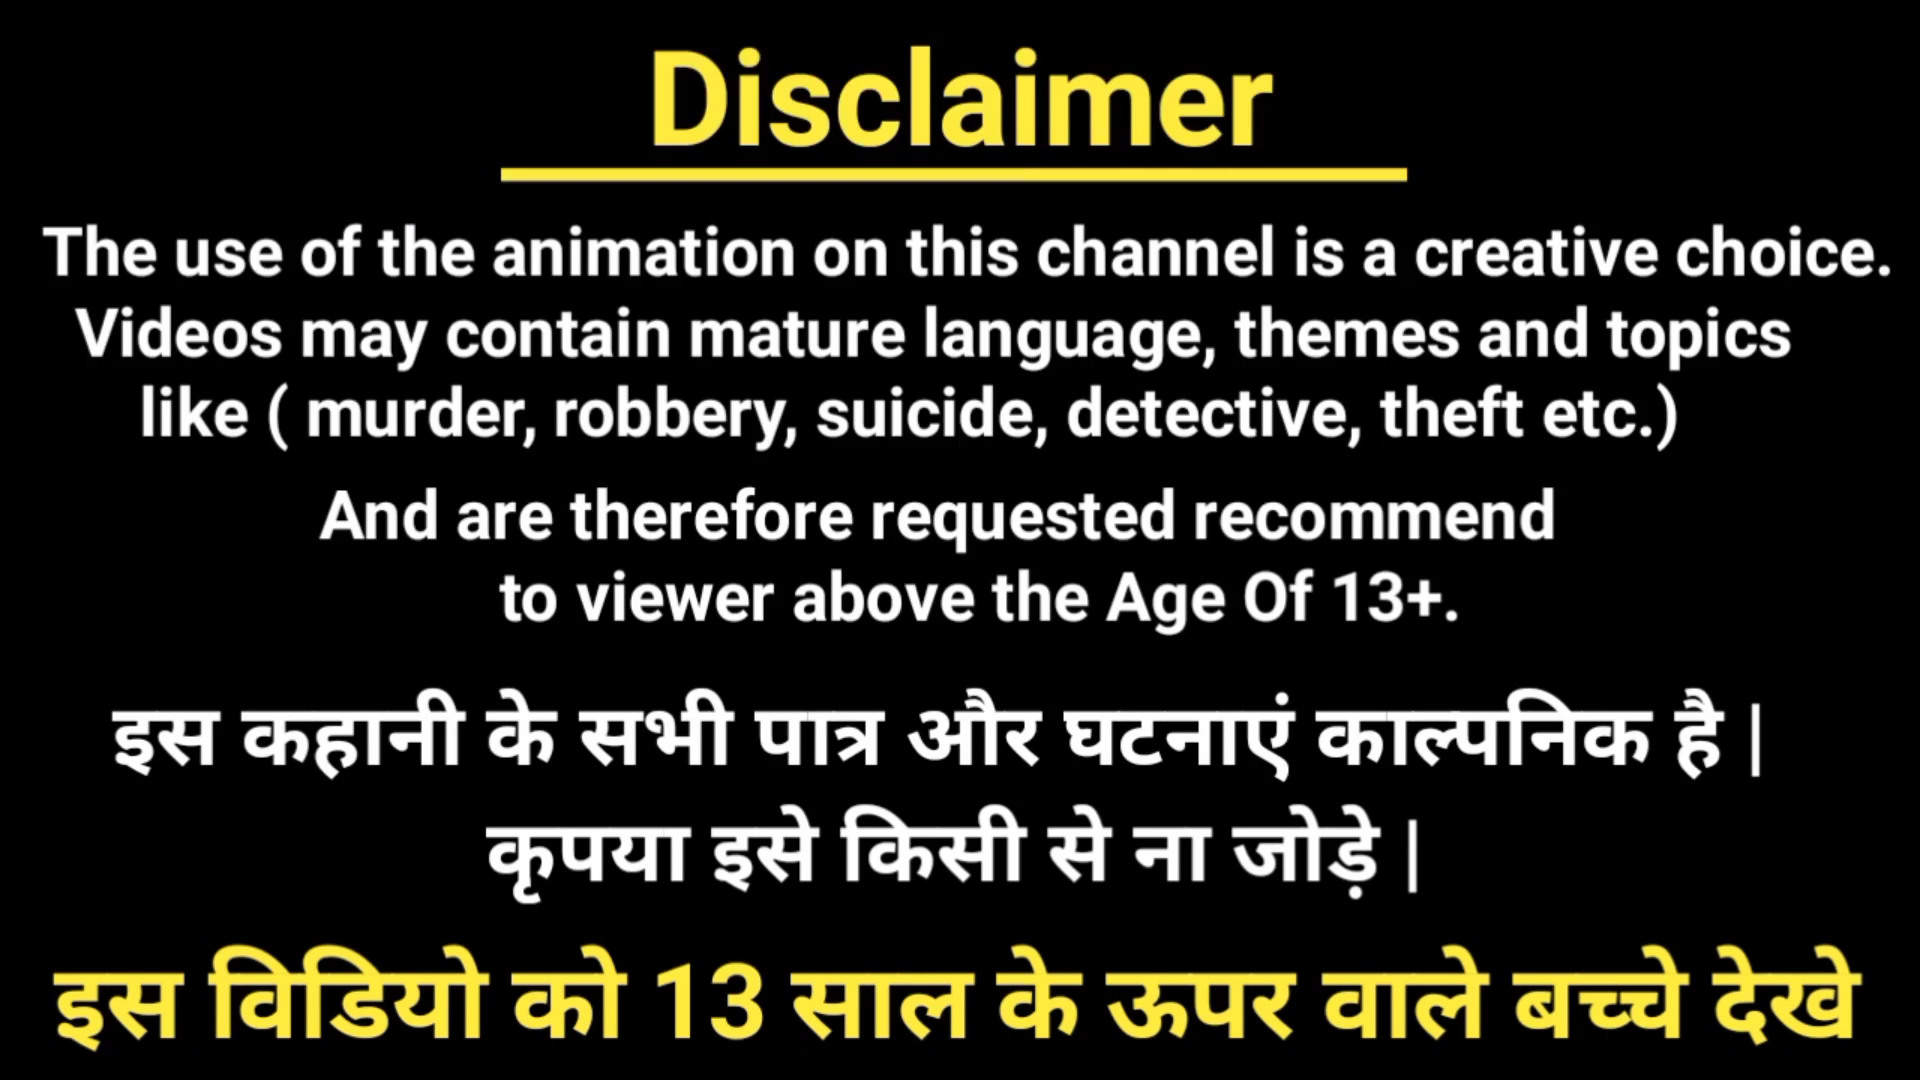 Disclaimer
The use of the animation on this channel is a creative choice.
Videos may contain mature language, themes and topics
like ( murder, robbery, suicide, detective, theft etc.)
And are therefore requested recommend
to viewer above the Age Of 13+.
इस कहानी के सभी पात्र और घटनाएं काल्पनिक है |
कृपया इसे किसी से ना जोड़े |
इस विडियो को 13 साल के ऊपर वाले बच्चे देखे